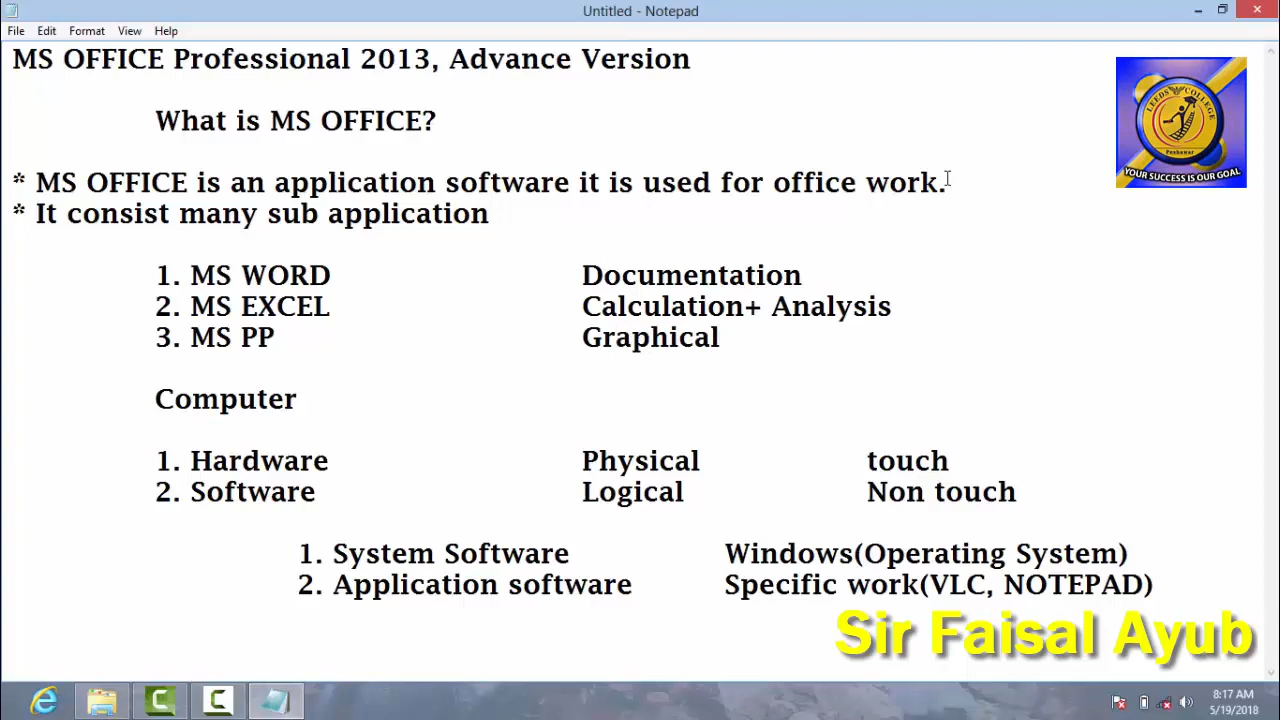 Untitled - Notepad
File Edit Format View Help
MS OFFICE Professional 2013, Advance Version
What is MS OFFICE?
* MS OFFICE is an application software it is used for office work.
* It consist many sub application
1. MS WORD Documentation
2. MS EXCEL Calculation+ Analysis
3. MS PP Graphical
Computer
1. Hardware Physical touch
2. Software Logical Non touch
1. System Software Windows(Operating System)
2. Application software Specific work(VLC, NOTEPAD)
LEEDS COLLEGE
Peshawar
YOUR SUCCESS IS OUR GOAL
Sir Faisal Ayub
8:17 AM
5/19/2018